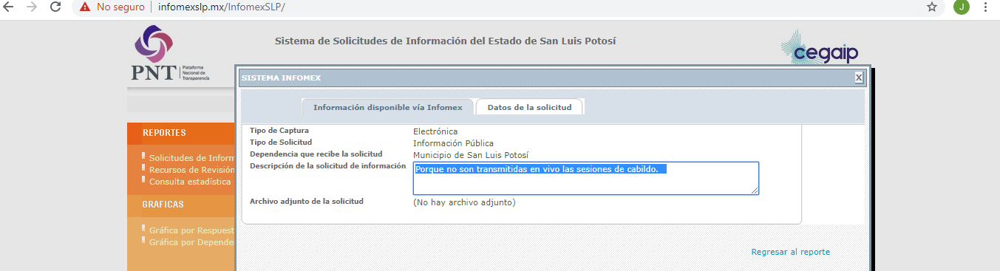 No seguro
infomexslp.mx/InfomexSLP/
J
PNT
Plataforma
Nacional de
Transparencia
Sistema de Solicitudes de Información del Estado de San Luis Potosí
cegaip
SISTEMA INFOMEX
X
Información disponible vía Infomex
Datos de la solicitud
Tipo de Captura Electrónica
Tipo de Solicitud Información Pública
Dependencia que recibe la solicitud Municipio de San Luis Potosí
Descripción de la solicitud de información Porque no son transmitidas en vivo las sesiones de cabildo.
Archivo adjunto de la solicitud (No hay archivo adjunto)
Regresar al reporte
REPORTES
Solicitudes de Inform
Recursos de Revisión
Consulta estadística
GRAFICAS
Gráfica por Respuest
Gráfica por Depende